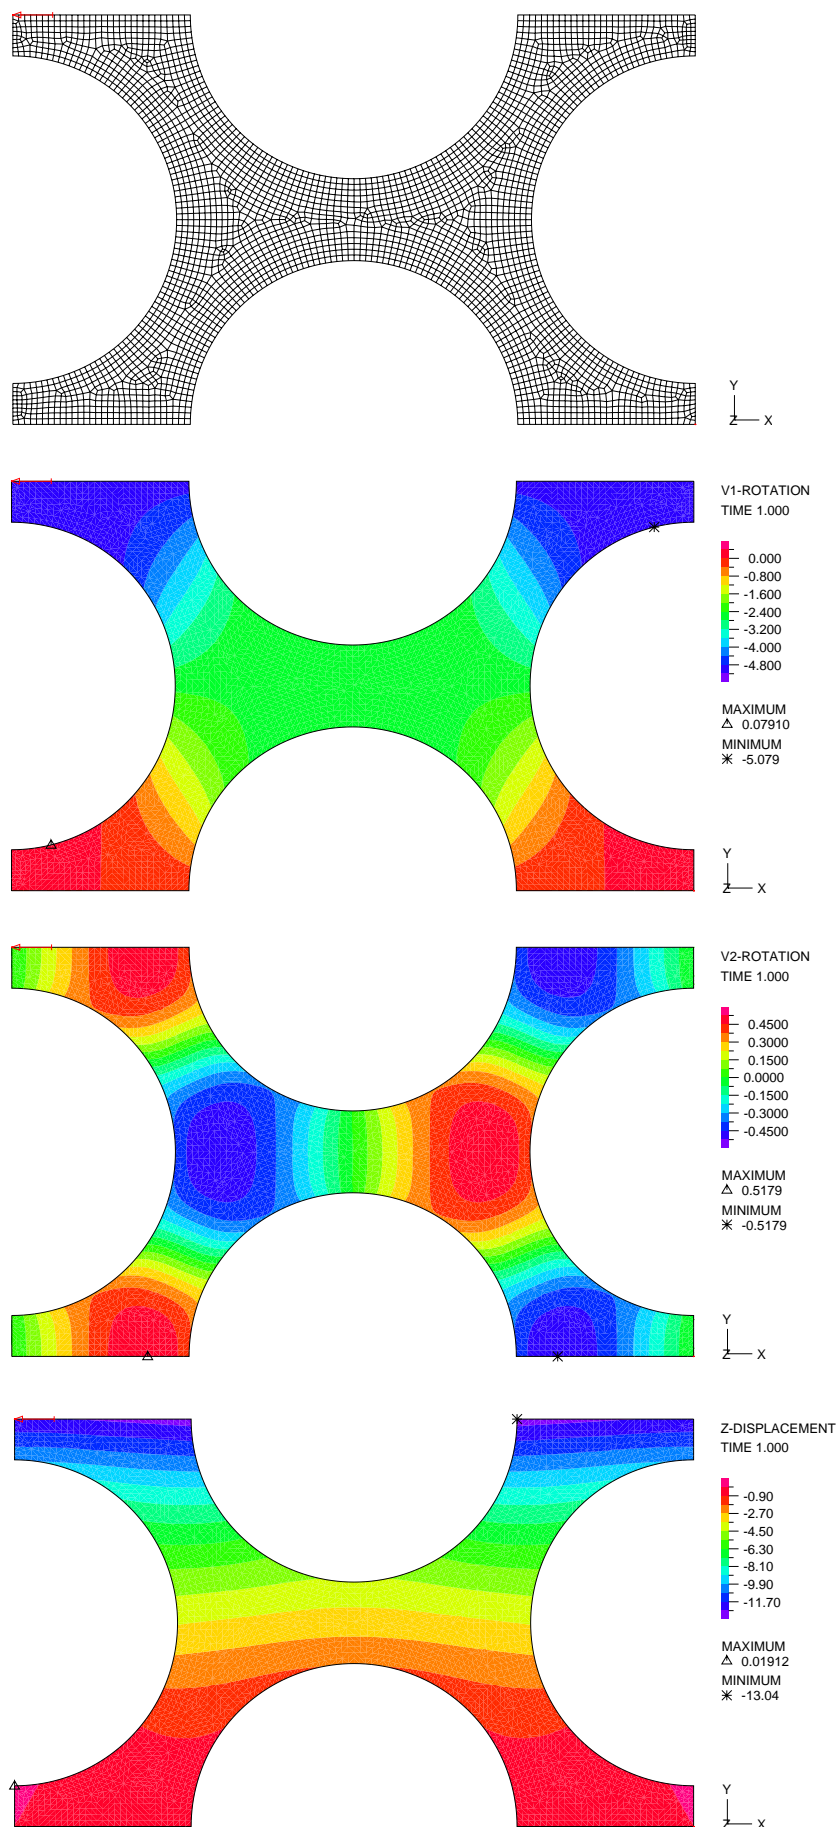 Y
Z X
V1-ROTATION
TIME 1.000
0.000
-0.800
-1.600
-2.400
-3.200
-4.000
-4.800
MAXIMUM
0.07910
MINIMUM
-5.079
Y
Z X
V2-ROTATION
TIME 1.000
0.4500
0.3000
0.1500
0.0000
-0.1500
-0.3000
-0.4500
MAXIMUM
0.5179
MINIMUM
-0.5179
Y
Z X
Z-DISPLACEMENT
TIME 1.000
-0.90
-2.70
-4.50
-6.30
-8.10
-9.90
-11.70
MAXIMUM
0.01912
MINIMUM
-13.04
Y
Z X